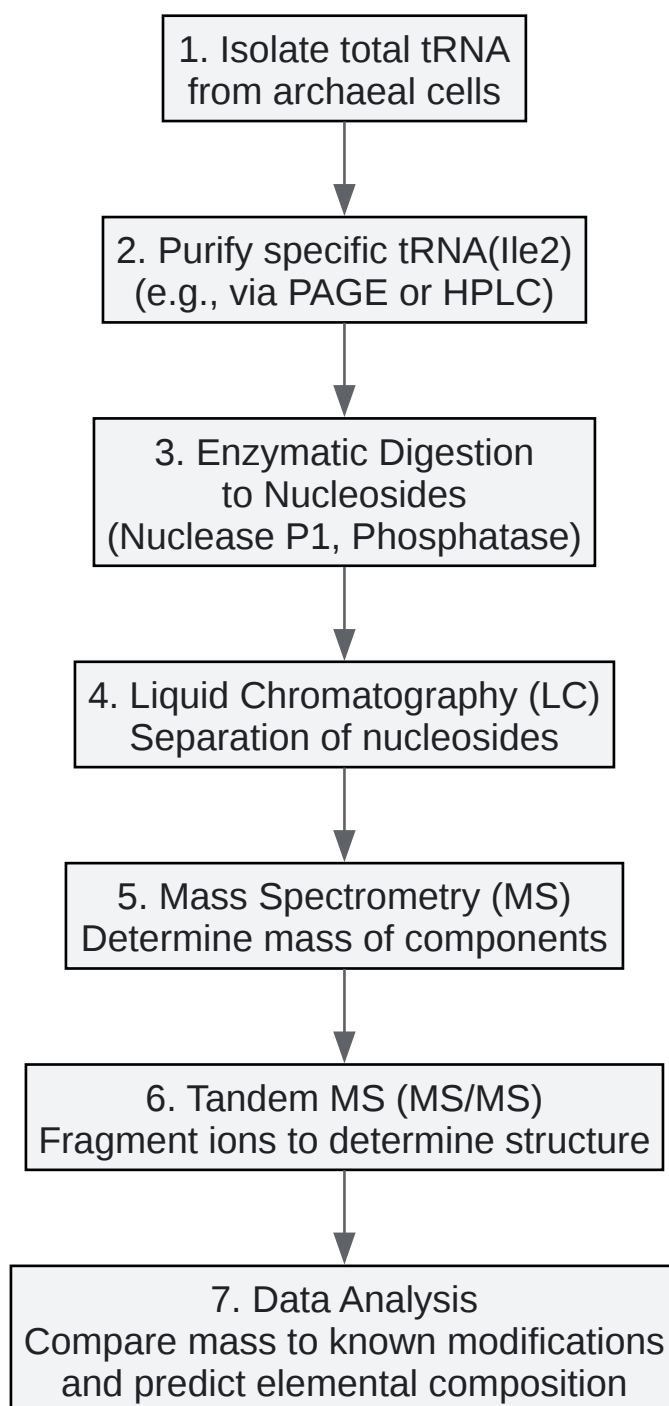 1. Isolate total tRNA
from archaeal cells
2. Purify specific tRNA(Ile2)
(e.g., via PAGE or HPLC)
3. Enzymatic Digestion
to Nucleosides
(Nuclease P1, Phosphatase)
4. Liquid Chromatography (LC)
Separation of nucleosides
5. Mass Spectrometry (MS)
Determine mass of components
6. Tandem MS (MS/MS)
Fragment ions to determine structure
7. Data Analysis
Compare mass to known modifications
and predict elemental composition